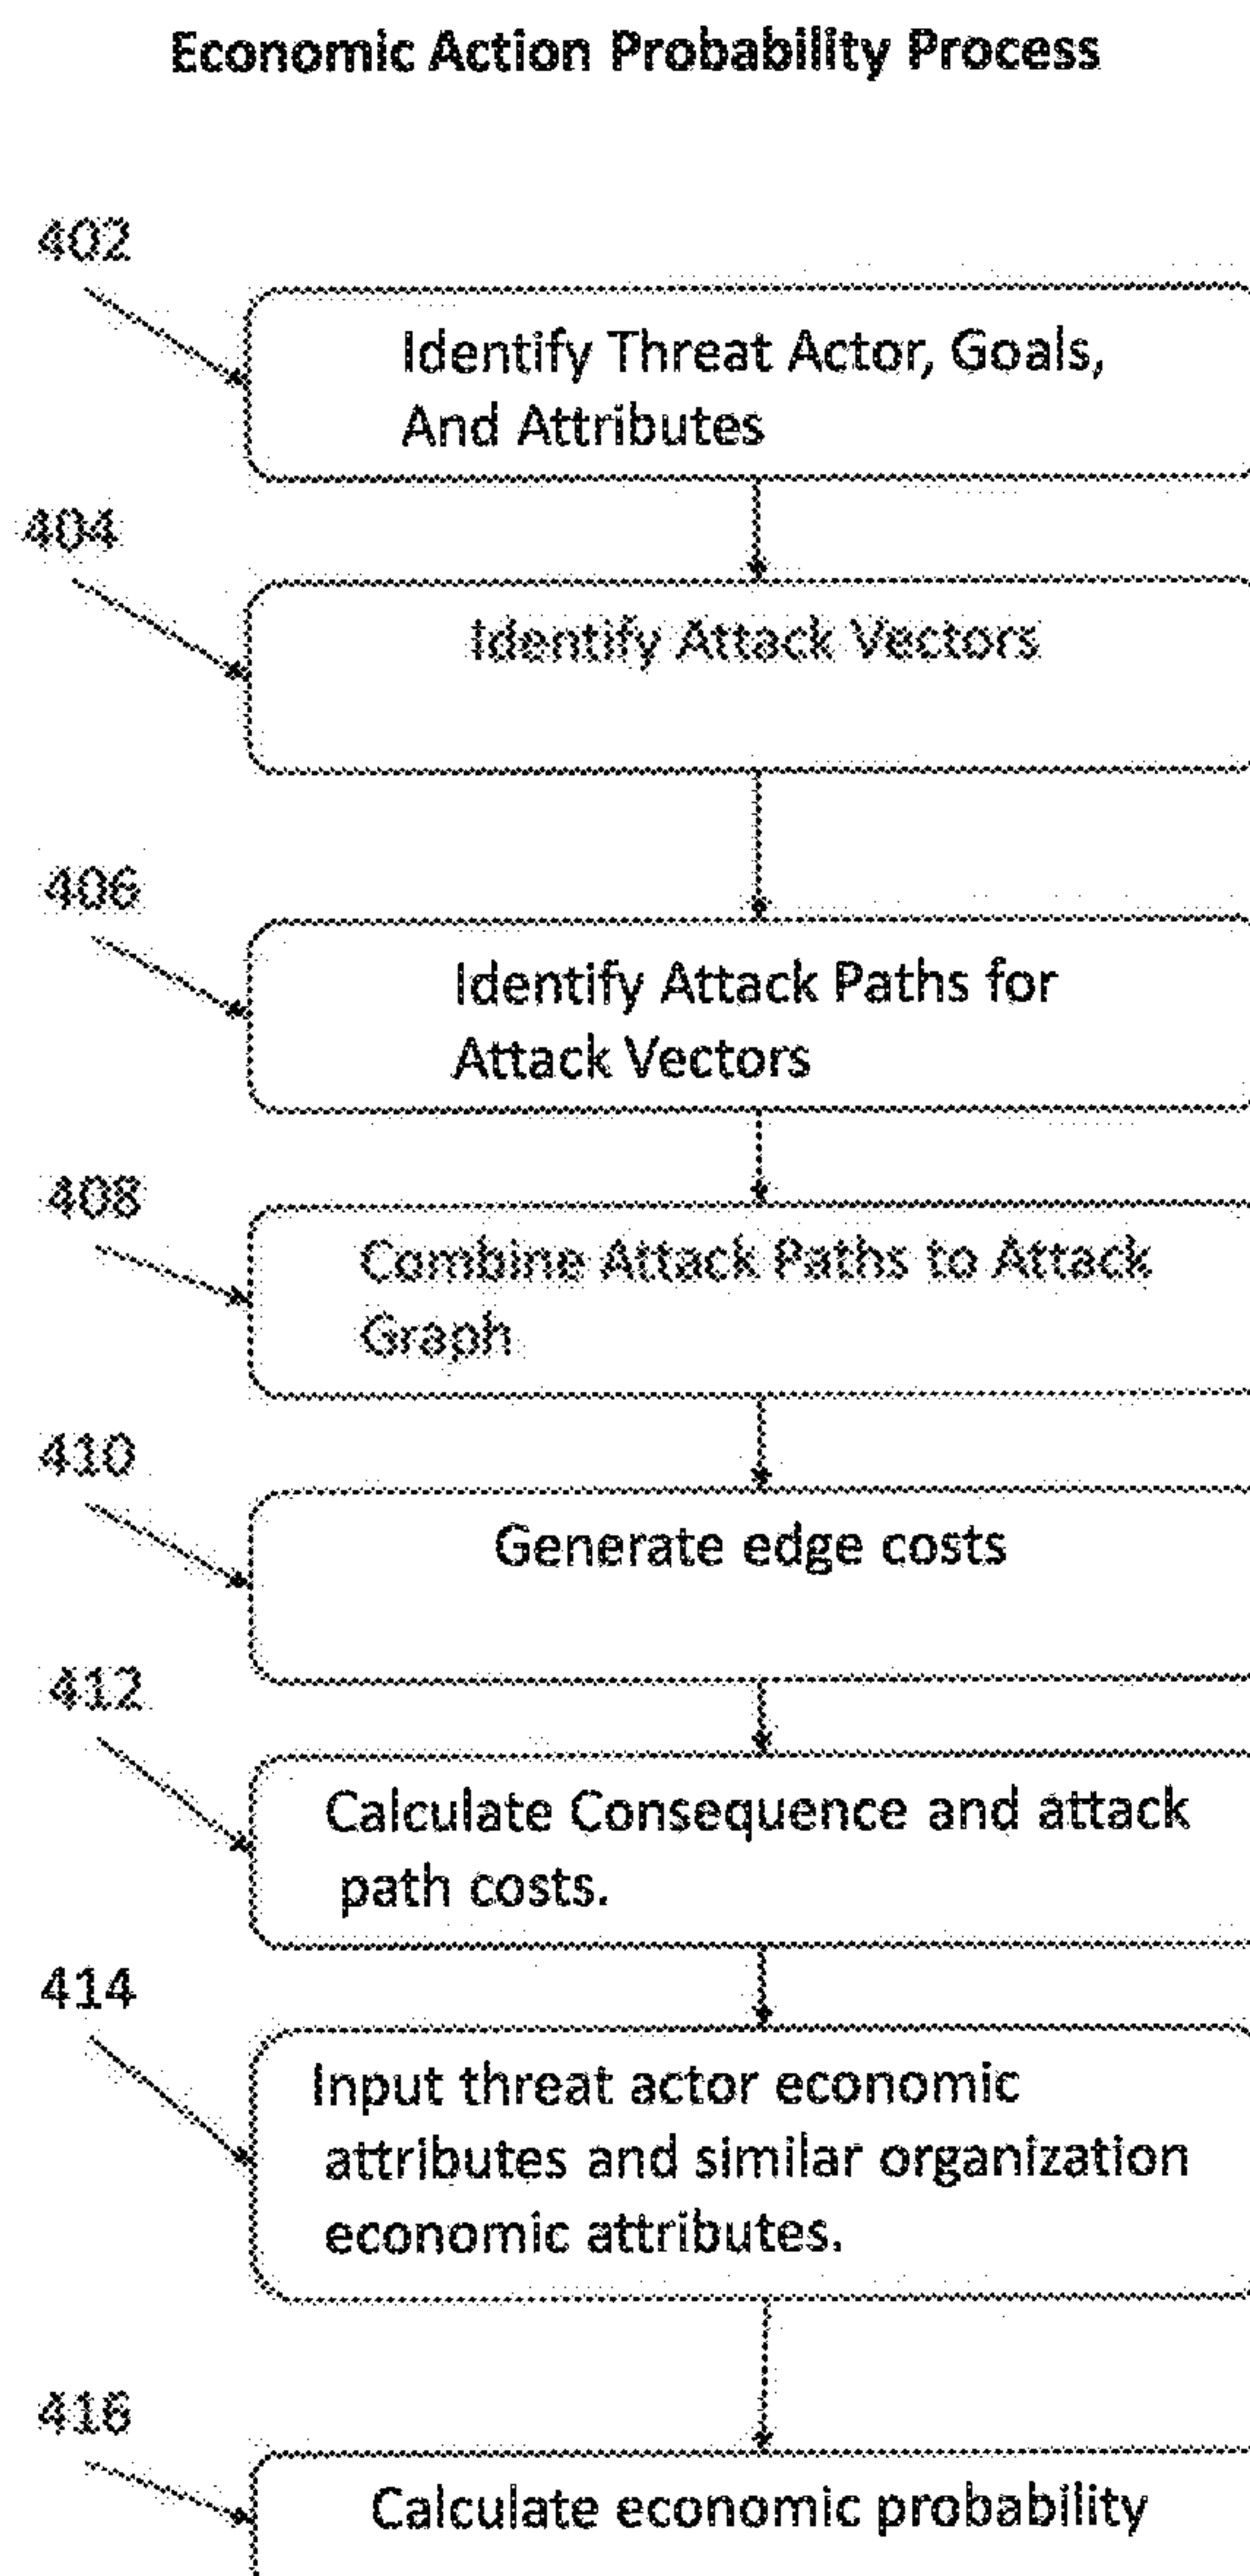 Economic Action Probability Process
402
Identify Threat Actor, Goals,
And Attributes
404
Identify Attack Vectors
406
Identify Attack Paths for
Attack Vectors
408
Combine Attack Paths to Attack
Graph
410
Generate edge costs
412
Calculate Consequence and attack
path costs.
414
Input threat actor economic
attributes and similar organization
economic attributes.
416
Calculate economic probability